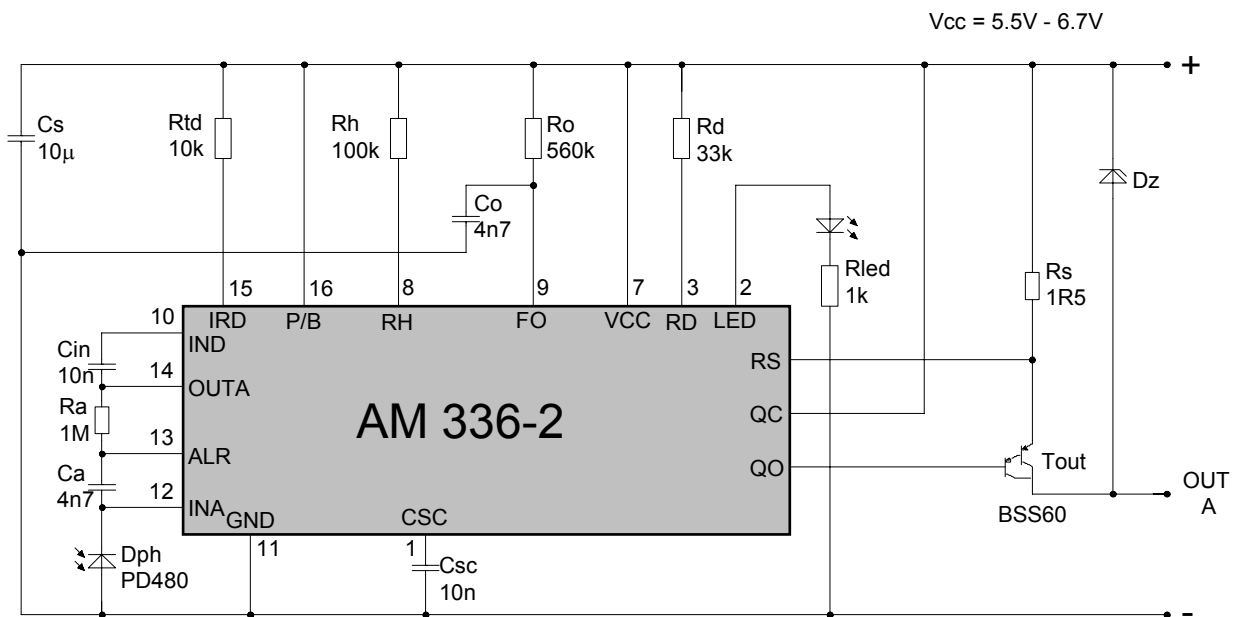 Vcc = 5.5V - 6.7V
+
Cs
10µ
Rtd
10k
Rh
100k
Ro
560k
Rd
33k
Dz
Co
4n7
Rled
1k
Rs
1R5
15
16
8
9
7
3
2
IRD
P/B
RH
FO
VCC
RD
LED
10
IND
Cin
10n
14
OUTA
RS
Ra
1M
AM 336-2
QC
13
ALR
QO
Tout
Ca
4n7
12
INA
OUT
A
BSS60
GND
CSC
11
1
Dph
PD480
Csc
10n
-